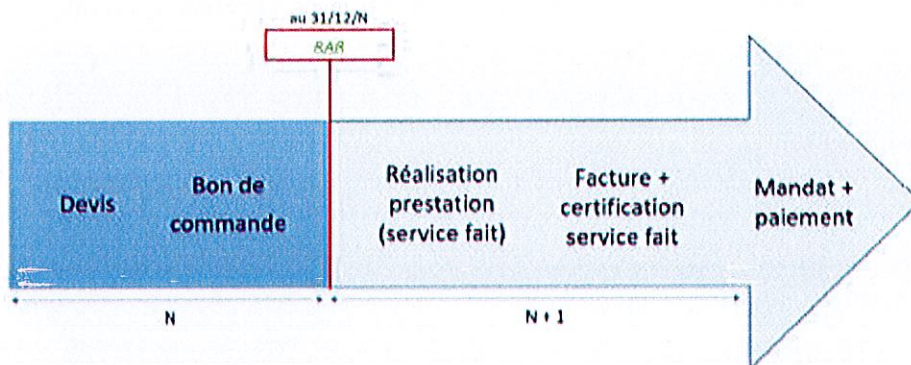 au 31/12/N
RAR
Devis
Bon de
commande
Réalisation
prestation
(service fait)
Facture +
certification
service fait
Mandat +
paiement
N
N + 1